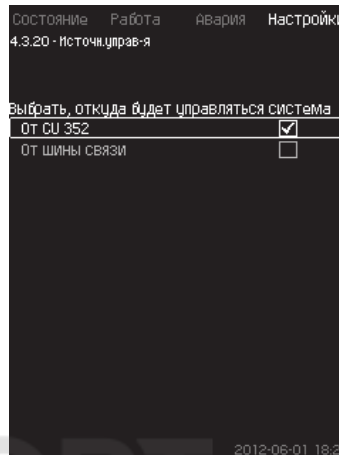 Состояние Работа Авария Настройки
4.3.20 - Источн.управ-я
Выбрать, откуда будет управляться система
От CU 352
От шины связи
2012-06-01 18:2